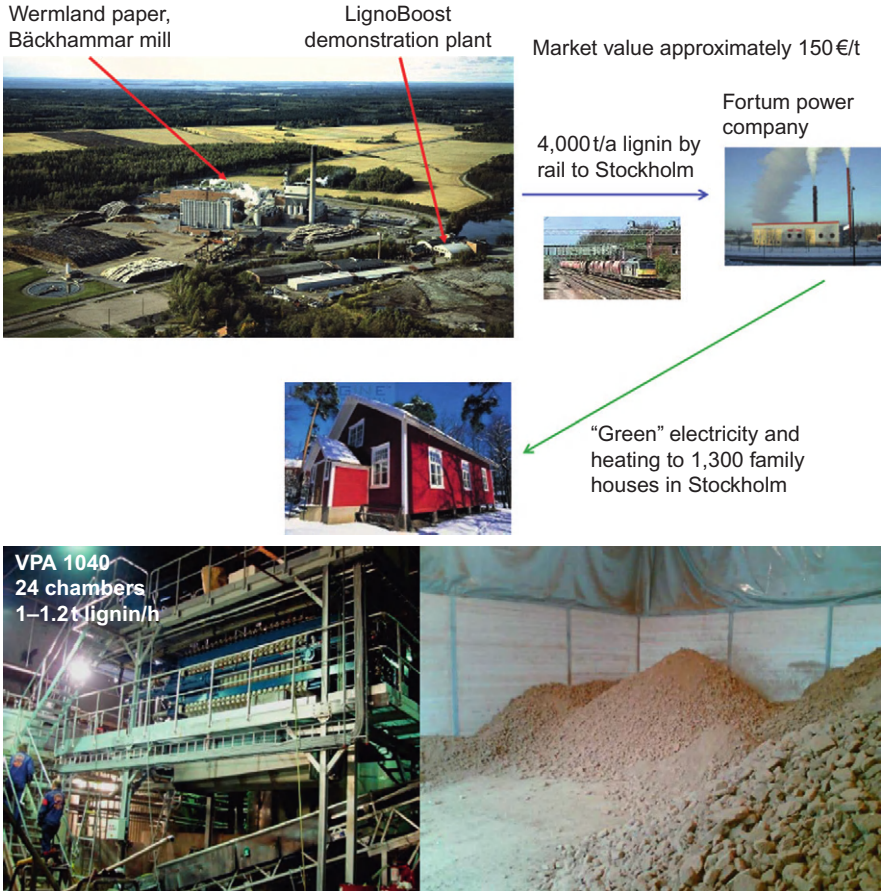 Wermland paper,
Bäckhammar mill
LignoBoost
demonstration plant
Market value approximately 150 €/t
Fortum power
company
4,000 t/a lignin by
rail to Stockholm
“Green” electricity and
heating to 1,300 family
houses in Stockholm
VPA 1040
24 chambers
1–1.2 t lignin/h